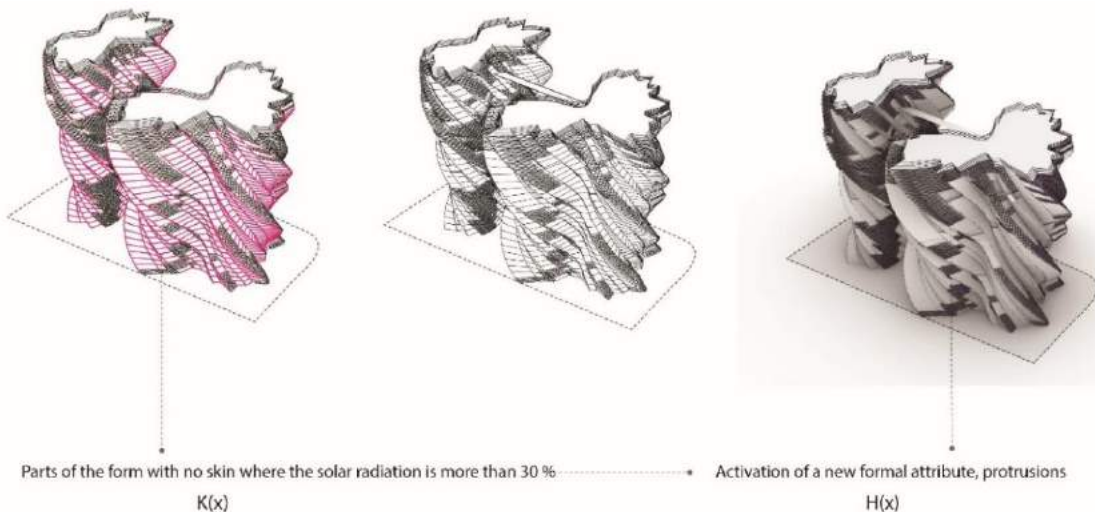 Parts of the form with no skin where the solar radiation is more than 30 %
Activation of a new formal attribute, protrusions
K(x)
H(x)